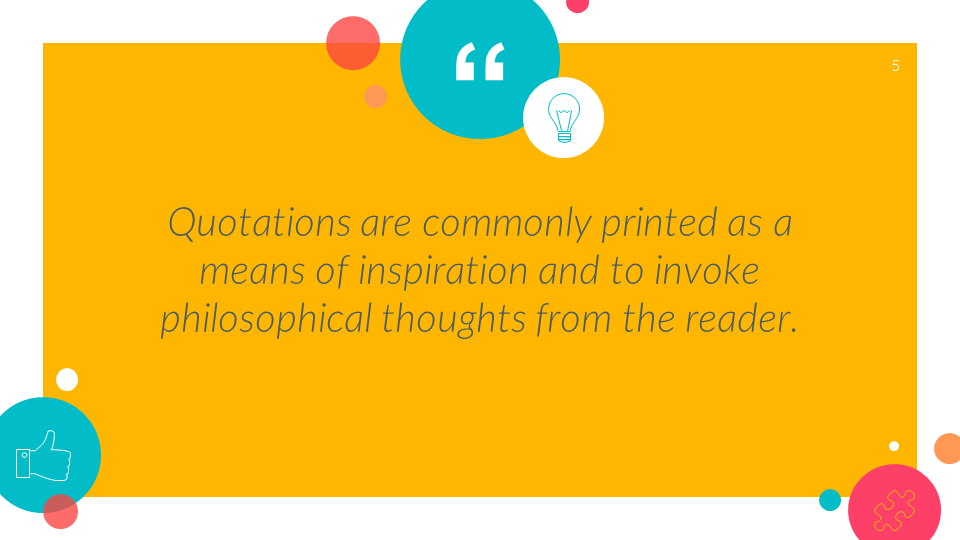 “
5
Quotations are commonly printed as a
means of inspiration and to invoke
philosophical thoughts from the reader.